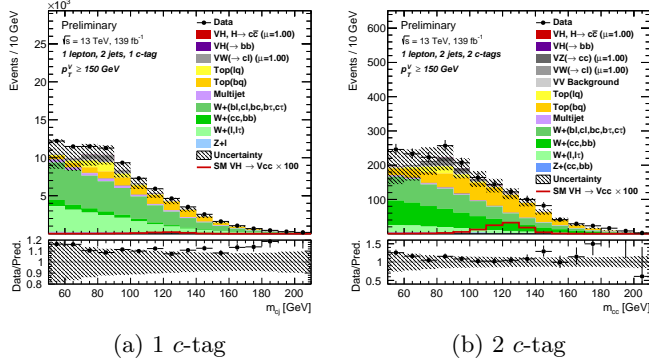 ×10³
Events / 10 GeV
25
20
15
10
5
Preliminary
√s = 13 TeV, 139 fb⁻¹
1 lepton, 2 jets, 1 c-tag
p_T^V ≥ 150 GeV
Data
VH, H→ cc̄ (μ=1.00)
VH(→ bb)
VW(→ cl) (μ=1.00)
Top(lq)
Top(bq)
Multijet
W+(bl,cl,bc,bτ,cτ)
W+(cc,bb)
W+(l,lτ)
Z+l
Uncertainty
SM VH → Vcc × 100
Data/Pred.
1.2
1.1
1
0.9
0.8
60 80 100 120 140 160 180 200
m_cj [GeV]
(a) 1 c-tag
Events / 10 GeV
600
500
400
300
200
100
Preliminary
√s = 13 TeV, 139 fb⁻¹
1 lepton, 2 jets, 2 c-tags
p_T^V ≥ 150 GeV
Data
VH, H→ cc̄ (μ=1.00)
VH(→ bb)
VZ(→ cc) (μ=1.00)
VW(→ cl) (μ=1.00)
VV Background
Top(lq)
Top(bq)
Multijet
W+(bl,cl,bc,bτ,cτ)
W+(cc,bb)
W+(l,lτ)
Z+(cc,bb)
Uncertainty
SM VH → Vcc × 100
Data/Pred.
1.5
1
0.5
60 80 100 120 140 160 180 200
m_cc [GeV]
(b) 2 c-tag